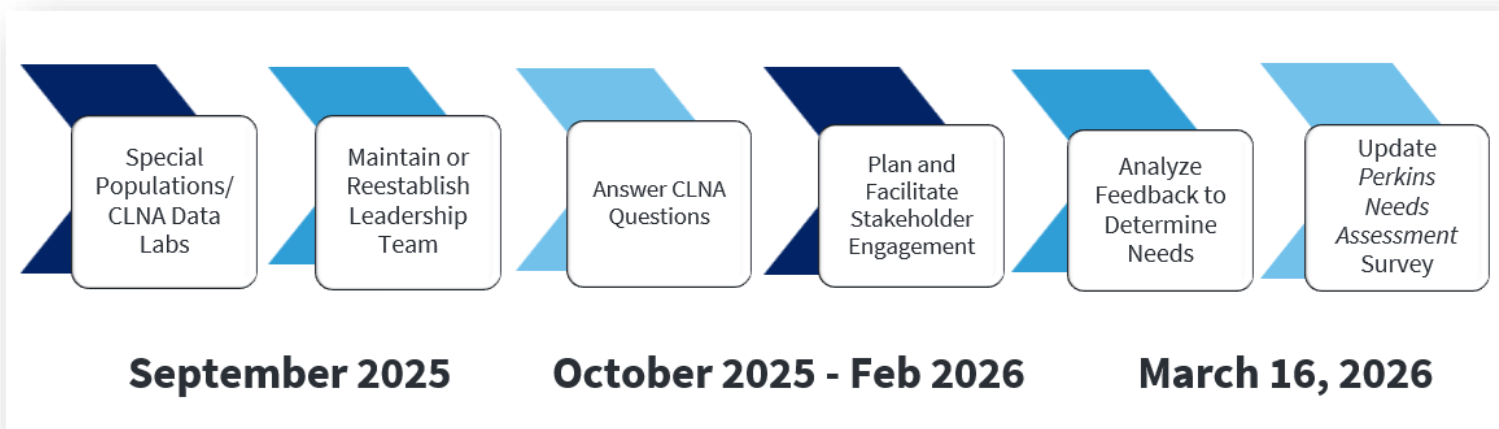 Special
Populations/
CLNA Data
Labs
Maintain or
Reestablish
Leadership
Team
Answer CLNA
Questions
Plan and
Facilitate
Stakeholder
Engagement
Analyze
Feedback to
Determine
Needs
Update
Perkins
Needs
Assessment
Survey
September 2025
October 2025 - Feb 2026
March 16, 2026